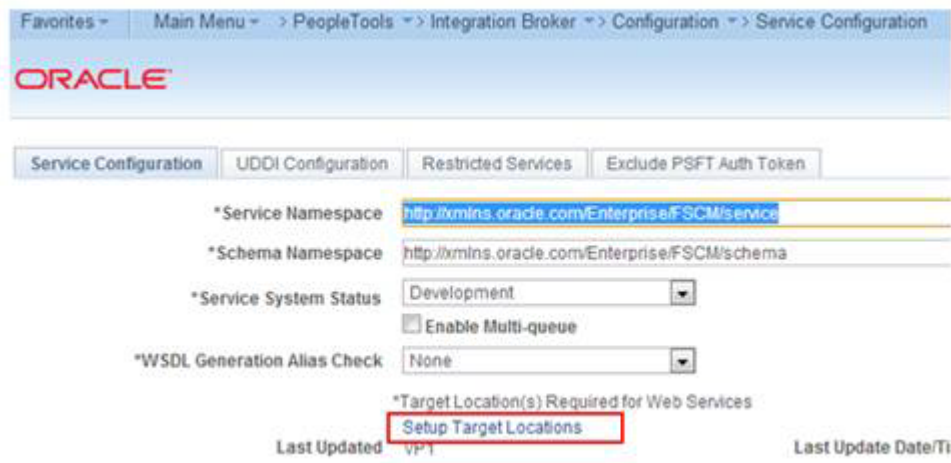 Favorites Main Menu > PeopleTools > Integration Broker > Configuration > Service Configuration
ORACLE
Service Configuration UDDI Configuration Restricted Services Exclude PSFT Auth Token
*Service Namespace http://xmlns.oracle.com/Enterprise/FSCM/service
*Schema Namespace http://xmlns.oracle.com/Enterprise/FSCM/schema
*Service System Status Development
Enable Multi-queue
*WSDL Generation Alias Check None
*Target Location(s) Required for Web Services
Setup Target Locations
Last Updated VP1 Last Update Date/Ti